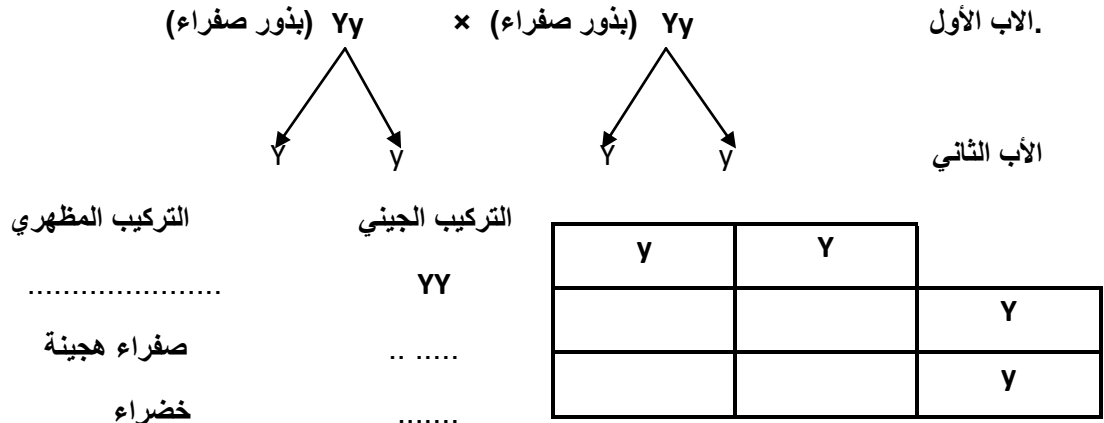 .الاب الأول Yy (بذور صفراء) × Yy (بذور صفراء)
الأب الثاني y Y y Y
التركيب الجيني التركيب المظهري
Y y
YY ......................
Y
..... .. صفراء هجينة
y
....... خضراء